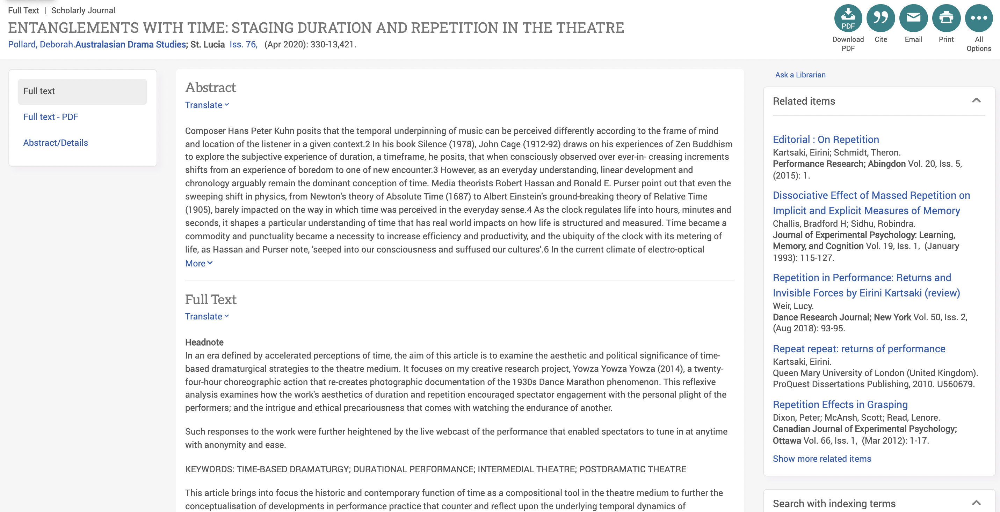 Full Text | Scholarly Journal
ENTANGLEMENTS WITH TIME: STAGING DURATION AND REPETITION IN THE THEATRE
Pollard, Deborah.Australasian Drama Studies; St. Lucia Iss. 76, (Apr 2020): 330-13,421.
PDF
Download PDF
Cite
Email
Print
All Options
Full text
Full text - PDF
Abstract/Details
Abstract
Translate
Composer Hans Peter Kuhn posits that the temporal underpinning of music can be perceived differently according to the frame of mind
and location of the listener in a given context.2 In his book Silence (1978), John Cage (1912-92) draws on his experiences of Zen Buddhism
to explore the subjective experience of duration, a timeframe, he posits, that when consciously observed over ever-in- creasing increments
shifts from an experience of boredom to one of new encounter.3 However, as an everyday understanding, linear development and
chronology arguably remain the dominant conception of time. Media theorists Robert Hassan and Ronald E. Purser point out that even the
sweeping shift in physics, from Newton's theory of Absolute Time (1687) to Albert Einstein's ground-breaking theory of Relative Time
(1905), barely impacted on the way in which time was perceived in the everyday sense.4 As the clock regulates life into hours, minutes and
seconds, it shapes a particular understanding of time that has real world impacts on how life is structured and measured. Time became a
commodity and punctuality became a necessity to increase efficiency and productivity, and the ubiquity of the clock with its metering of
life, as Hassan and Purser note, 'seeped into our consciousness and suffused our cultures'.6 In the current climate of electro-optical
More
Full Text
Translate
Headnote
In an era defined by accelerated perceptions of time, the aim of this article is to examine the aesthetic and political significance of time-
based dramaturgical strategies to the theatre medium. It focuses on my creative research project, Yowza Yowza Yowza (2014), a twenty-
four-hour choreographic action that re-creates photographic documentation of the 1930s Dance Marathon phenomenon. This reflexive
analysis examines how the work's aesthetics of duration and repetition encouraged spectator engagement with the personal plight of the
performers; and the intrigue and ethical precariousness that comes with watching the endurance of another.
Such responses to the work were further heightened by the live webcast of the performance that enabled spectators to tune in at anytime
with anonymity and ease.
KEYWORDS: TIME-BASED DRAMATURGY; DURATIONAL PERFORMANCE; INTERMEDIAL THEATRE; POSTDRAMATIC THEATRE
This article brings into focus the historic and contemporary function of time as a compositional tool in the theatre medium to further the
conceptualisation of developments in performance practice that counter and reflect upon the underlying temporal dynamics of
Ask a Librarian
Related items
Editorial : On Repetition
Kartsaki, Eirini; Schmidt, Theron.
Performance Research; Abingdon Vol. 20, Iss. 5,
(2015): 1.
Dissociative Effect of Massed Repetition on
Implicit and Explicit Measures of Memory
Challis, Bradford H; Sidhu, Robindra.
Journal of Experimental Psychology: Learning,
Memory, and Cognition Vol. 19, Iss. 1, (January
1993): 115-127.
Repetition in Performance: Returns and
Invisible Forces by Eirini Kartsaki (review)
Weir, Lucy.
Dance Research Journal; New York Vol. 50, Iss. 2,
(Aug 2018): 93-95.
Repeat repeat: returns of performance
Kartsaki, Eirini.
Queen Mary University of London (United Kingdom).
ProQuest Dissertations Publishing, 2010. U560679.
Repetition Effects in Grasping
Dixon, Peter; McAnsh, Scott; Read, Lenore.
Canadian Journal of Experimental Psychology;
Ottawa Vol. 66, Iss. 1, (Mar 2012): 1-17.
Show more related items
Search with indexing terms